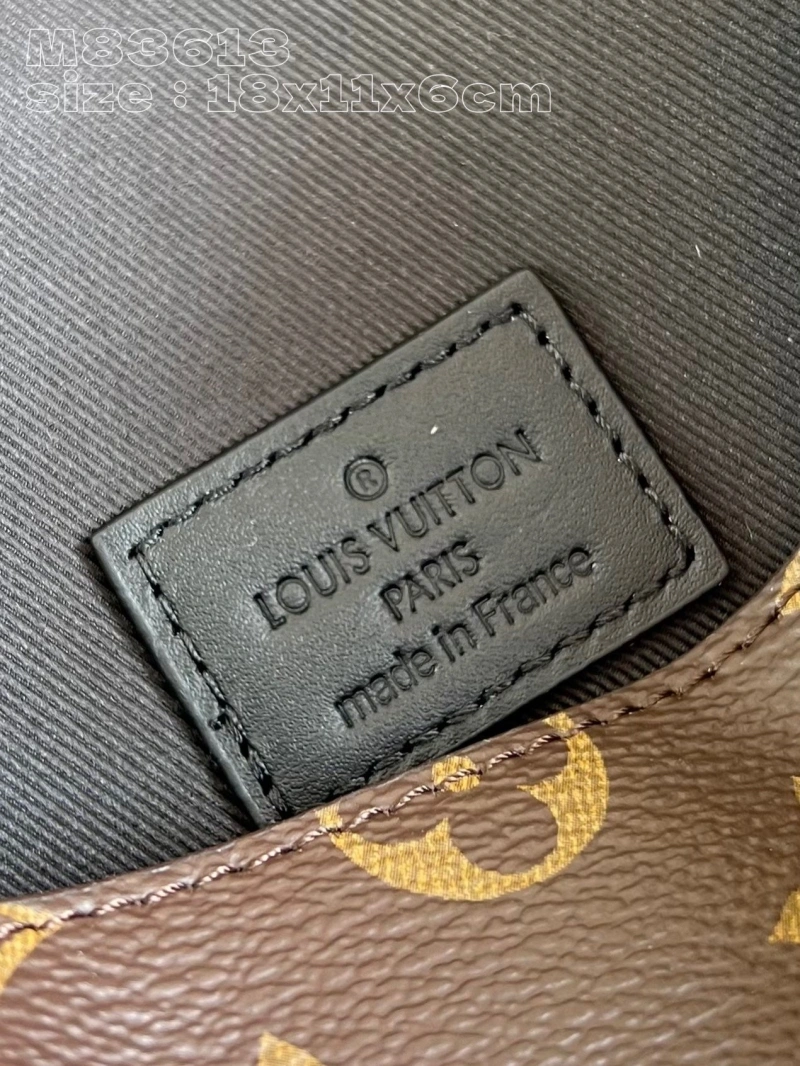 M83613
size : 18x11x6cm
®
LOUIS VUITTON
PARIS
made in France